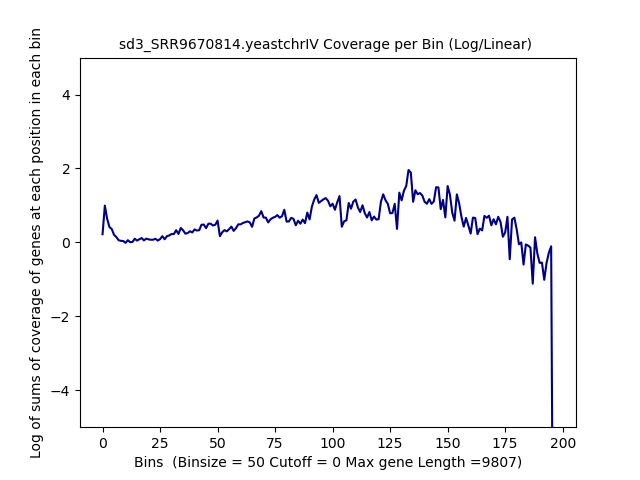 sd3_SRR9670814.yeastchrIV Coverage per Bin (Log/Linear)
Log of sums of coverage of genes at each position in each bin
4
2
0
−2
−4
0 25 50 75 100 125 150 175 200
Bins  (Binsize = 50 Cutoff = 0 Max gene Length =9807)